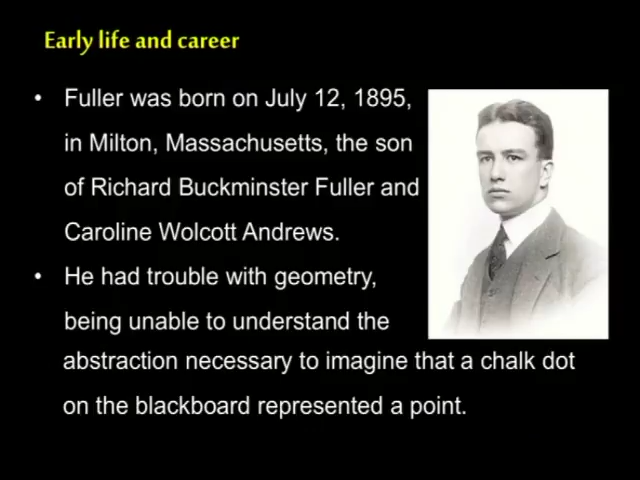 Early life and career
• Fuller was born on July 12, 1895,
in Milton, Massachusetts, the son
of Richard Buckminster Fuller and
Caroline Wolcott Andrews.
• He had trouble with geometry,
being unable to understand the
abstraction necessary to imagine that a chalk dot
on the blackboard represented a point.